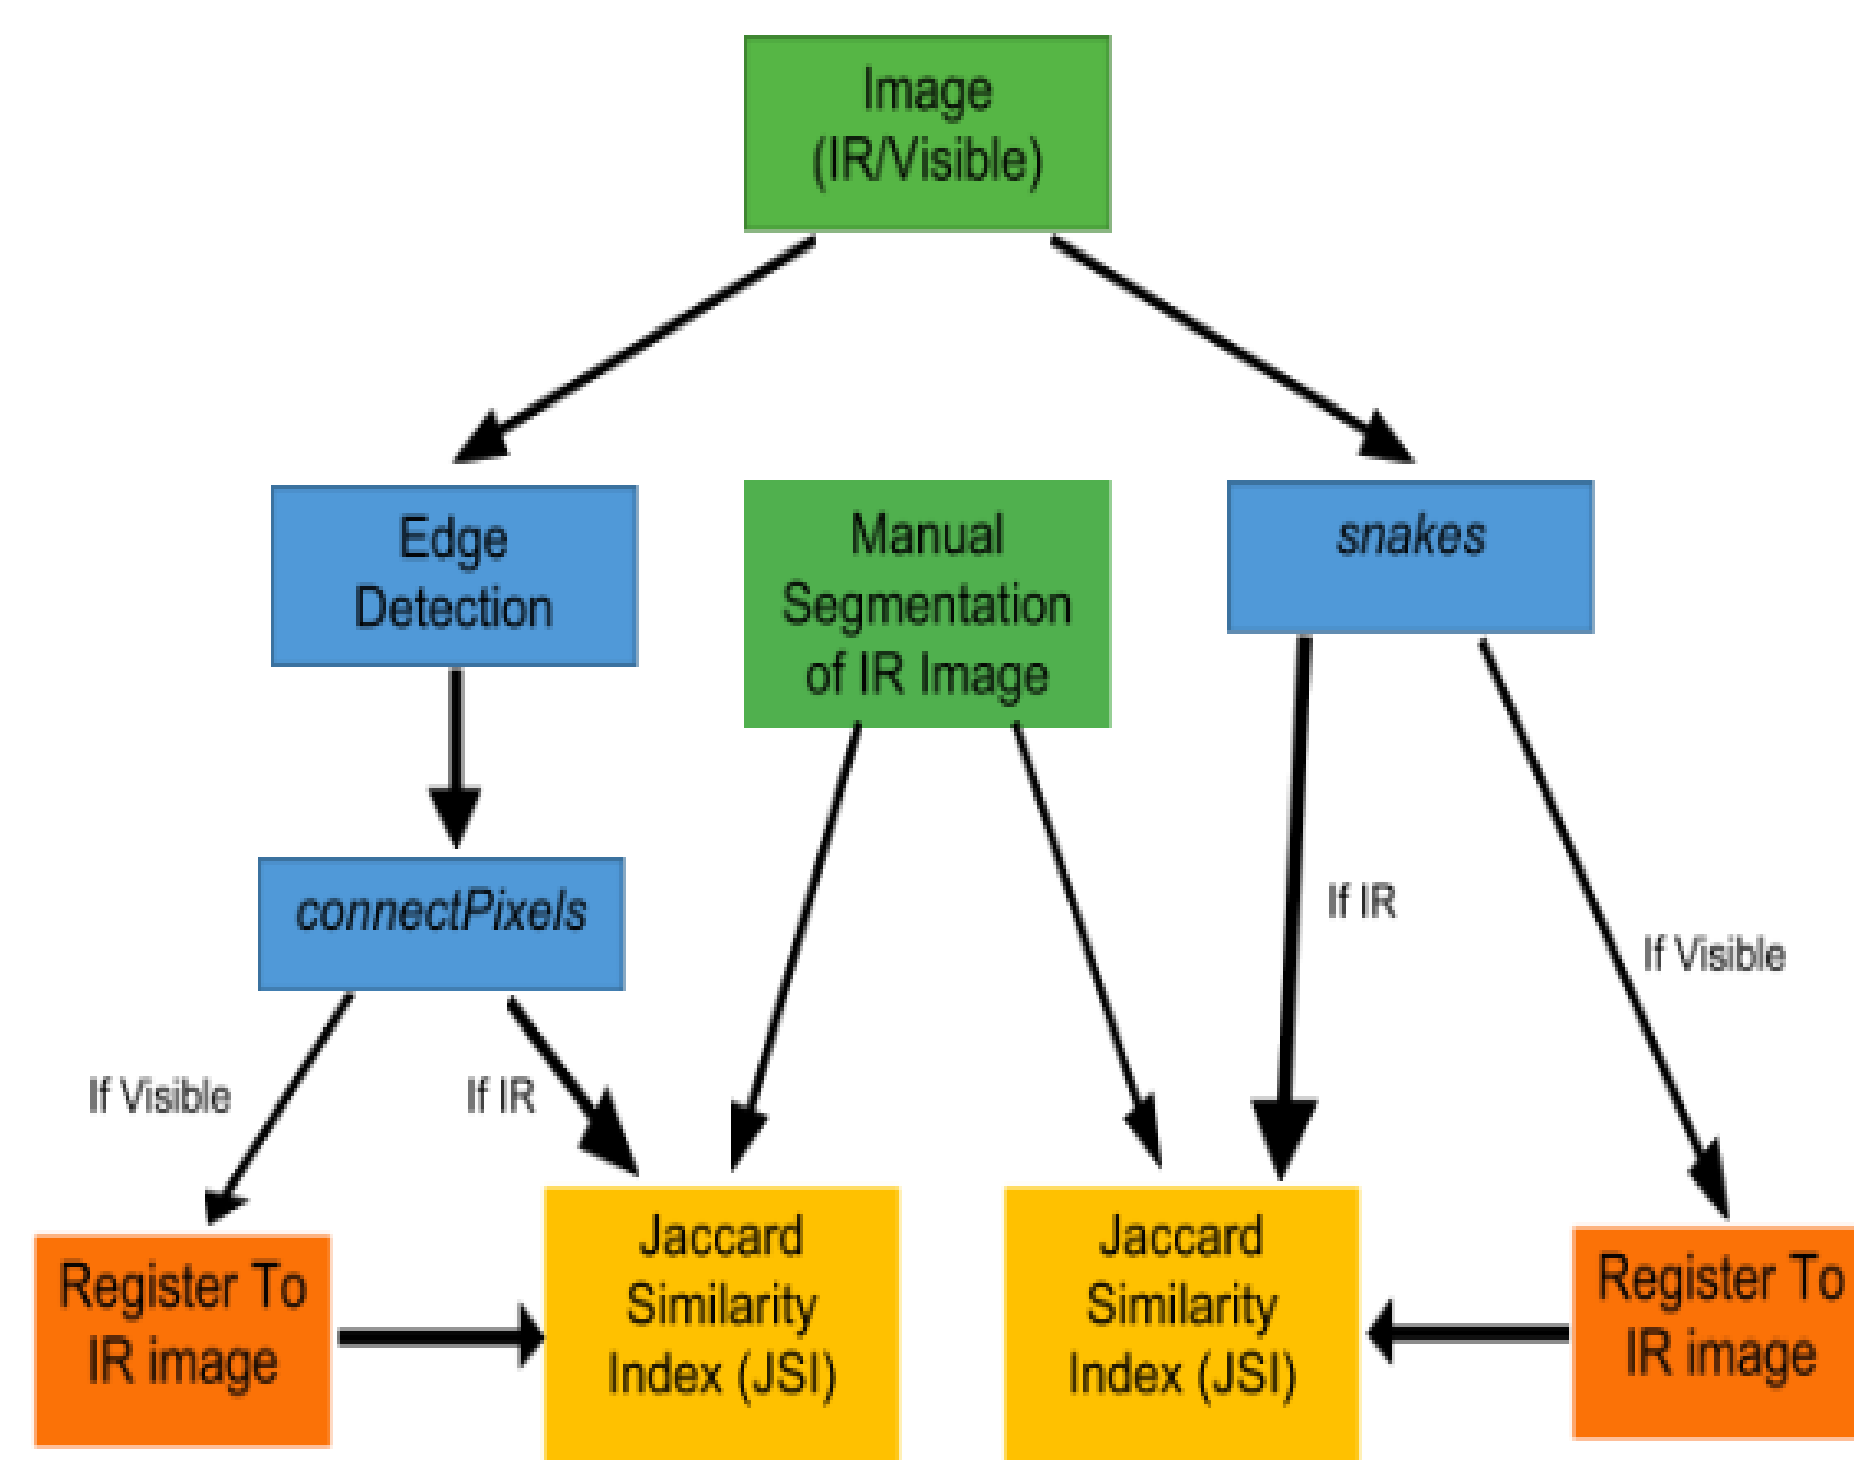 Image
(IR/Visible)
Edge
Detection
Manual
Segmentation
of IR Image
snakes
connectPixels
If IR
If Visible
If Visible
If IR
Register To
IR image
Jaccard
Similarity
Index (JSI)
Jaccard
Similarity
Index (JSI)
Register To
IR image